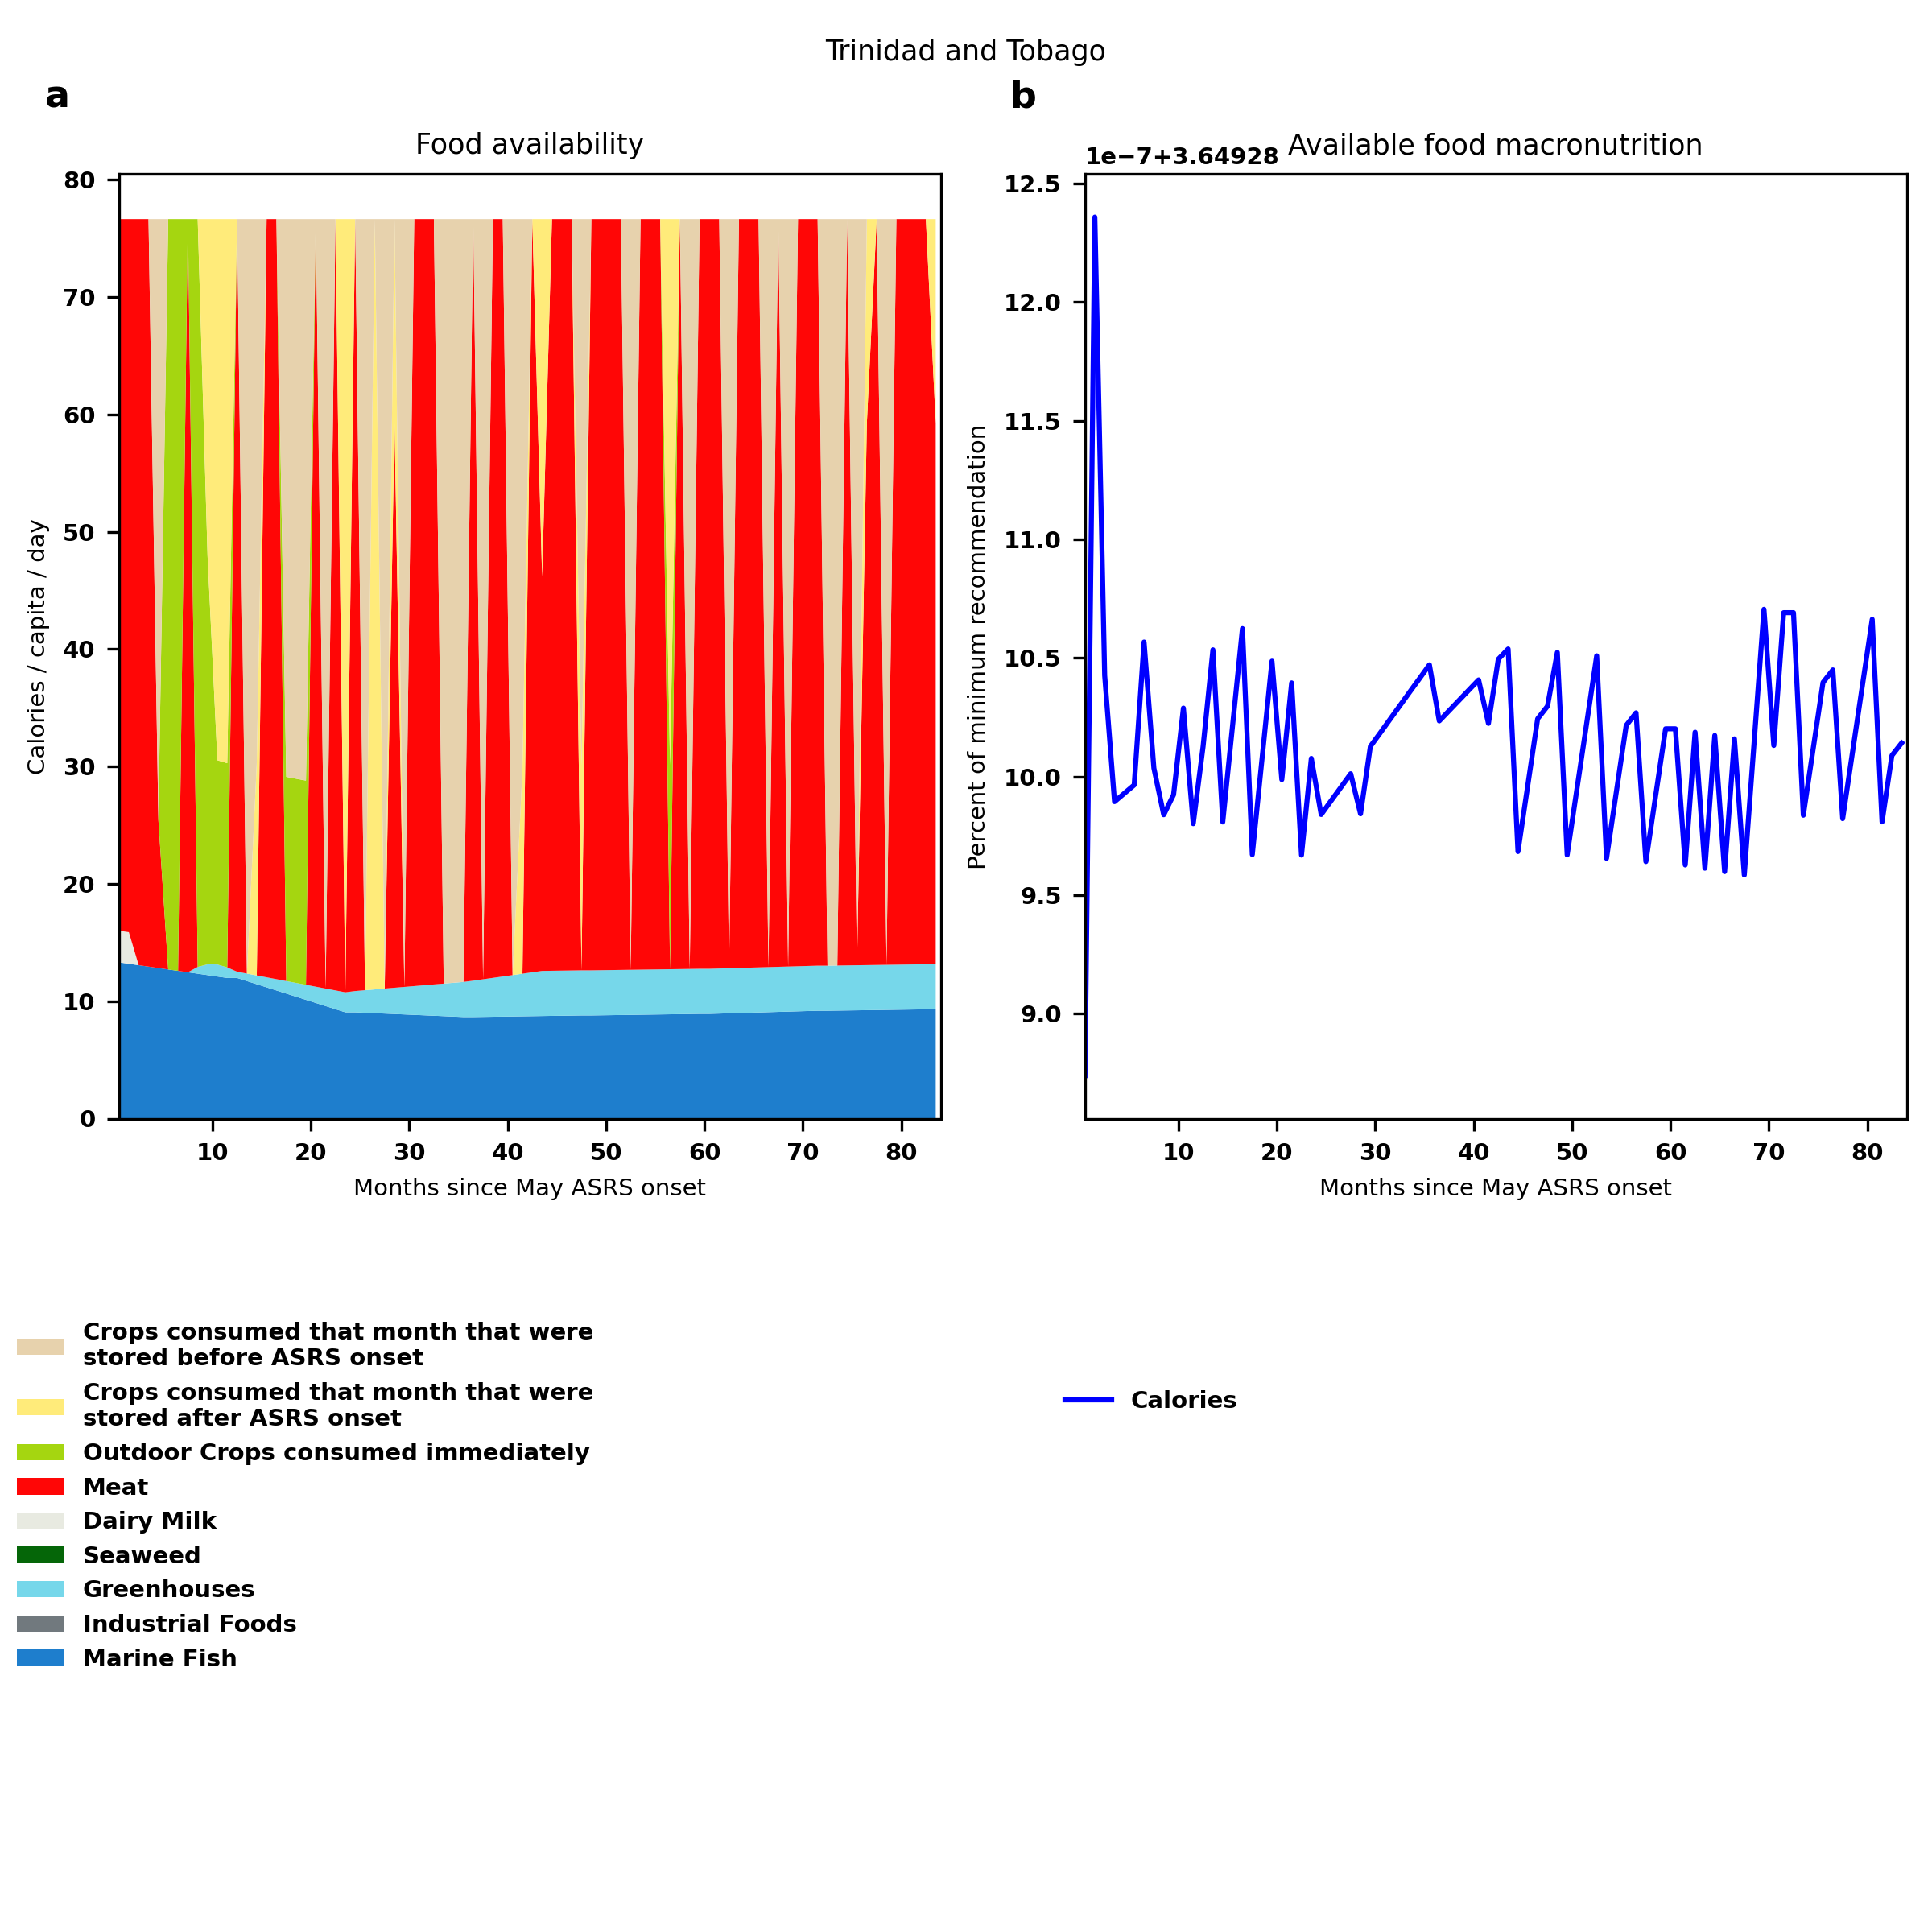 Trinidad and Tobago
a
Food availability
80
70
60
50
40
30
20
10
0
Calories / capita / day
10 20 30 40 50 60 70 80
Months since May ASRS onset
b
1e−7+3.64928
Available food macronutrition
12.5
12.0
11.5
11.0
10.5
10.0
9.5
9.0
Percent of minimum recommendation
10 20 30 40 50 60 70 80
Months since May ASRS onset
Crops consumed that month that were
stored before ASRS onset
Crops consumed that month that were
stored after ASRS onset
Outdoor Crops consumed immediately
Meat
Dairy Milk
Seaweed
Greenhouses
Industrial Foods
Marine Fish
Calories